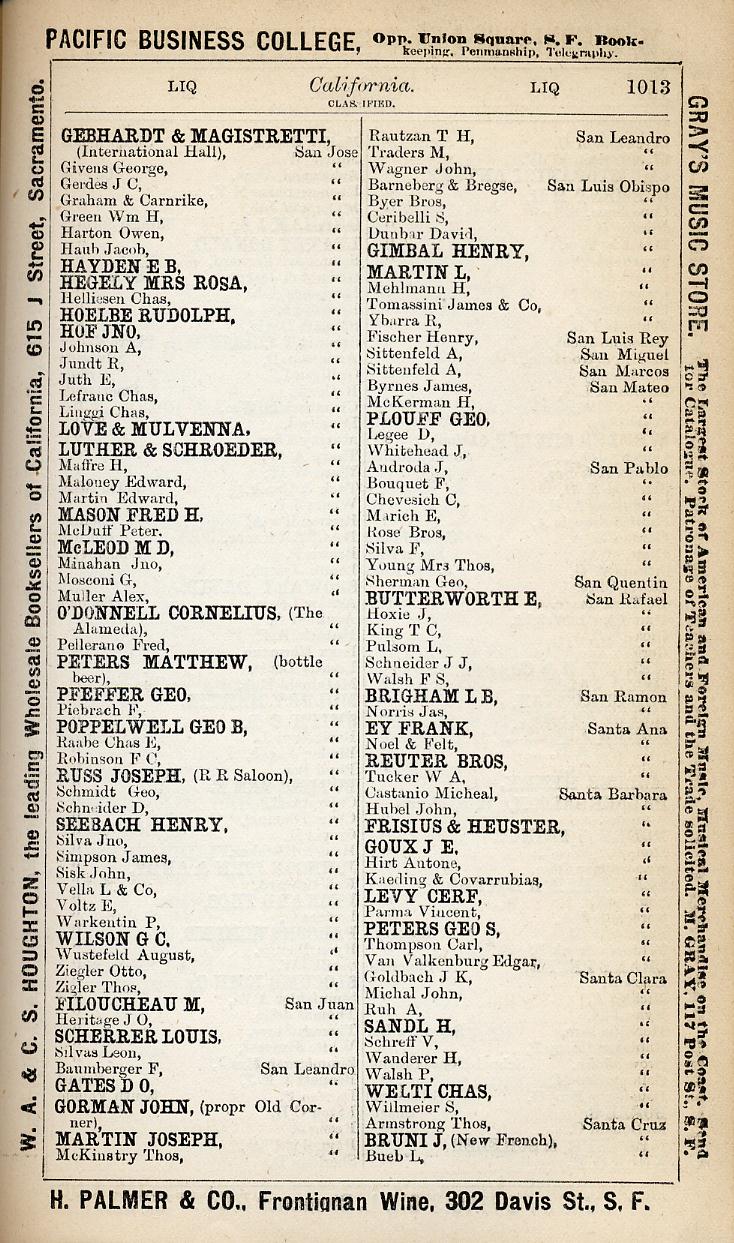 PACIFIC BUSINESS COLLEGE, Opp. Union Square, S. F. Book-
keeping, Penmanship, Telegraphy.
LIQ California. LIQ 1013
CLASSIFIED.
GEBHARDT & MAGISTRETTI,
(International Hall), San Jose
Givens George, "
Gerdes J C, "
Graham & Carnrike, "
Green Wm H, "
Harton Owen, "
Haub Jacob, "
HAYDEN E B, "
HEGELY MRS ROSA, "
Helliesen Chas, "
HOELBE RUDOLPH, "
HOF JNO, "
Johnson A, "
Jundt R, "
Juth E, "
Lefranc Chas, "
Linggi Chas, "
LOVE & MULVENNA, "
LUTHER & SCHROEDER, "
Maffre H, "
Maloney Edward, "
Martin Edward, "
MASON FRED H, "
McDuff Peter, "
McLEOD M D, "
Minahan Jno, "
Mosconi G, "
Muller Alex, "
O'DONNELL CORNELIUS, (The
Alameda), "
Pellerano Fred, "
PETERS MATTHEW, (bottle
beer), "
PFEFFER GEO, "
Piebrach F, "
POPPELWELL GEO B, "
Raabe Chas E, "
Robinson F C, "
RUSS JOSEPH, (R R Saloon), "
Schmidt Geo, "
Schneider D, "
SEEBACH HENRY, "
Silva Jno, "
Simpson James, "
Sisk John, "
Vella L & Co, "
Voltz E, "
Warkentin P, "
WILSON G C, "
Wustefeld August, "
Ziegler Otto, "
Zigler Thos, "
FILOUCHEAU M, San Juan
Heritage J O, "
SCHERRER LOUIS, "
Silvas Leon, "
Baumberger F, San Leandro
GATES D O, "
GORMAN JOHN, (propr Old Cor-
ner), "
MARTIN JOSEPH, "
McKinstry Thos, "
Rautzan T H, San Leandro
Traders M, "
Wagner John, "
Barneberg & Bregse, San Luis Obispo
Byer Bros, "
Ceribelli S, "
Dunbar David, "
GIMBAL HENRY, "
MARTIN L, "
Mehlmann H, "
Tomassini James & Co, "
Ybarra R, "
Fischer Henry, San Luis Rey
Sittenfeld A, San Miguel
Sittenfeld A, San Marcos
Byrnes James, San Mateo
McKerman H, "
PLOUFF GEO, "
Legee D, "
Whitehead J, "
Androda J, San Pablo
Bouquet F, "
Chevesich C, "
Marich E, "
Rose Bros, "
Silva F, "
Young Mrs Thos, "
Sherman Geo, San Quentin
BUTTERWORTH E, San Rafael
Hoxie J, "
King T C, "
Pulsom L, "
Schneider J J, "
Walsh F S, "
BRIGHAM L B, San Ramon
Norris Jas, "
EY FRANK, Santa Ana
Noel & Felt, "
REUTER BROS, "
Tucker W A, "
Castanio Micheal, Santa Barbara
Hubel John, "
FRISIUS & HEUSTER, "
GOUX J E, "
Hirt Antone, "
Kaeding & Covarrubias, "
LEVY CERF, "
Parma Vincent, "
PETERS GEO S, "
Thompson Carl, "
Van Valkenburg Edgar, "
Goldbach J K, Santa Clara
Michal John, "
Ruh A, "
SANDL H, "
Schreff V, "
Wanderer H, "
Walsh P, "
WELTI CHAS, "
Willmeier S, "
Armstrong Thos, Santa Cruz
BRUNI J, (New French), "
Bueb L, "
W. A. & C. S. HOUGHTON, the leading Wholesale Booksellers of California, 615 J Street, Sacramento.
GRAY'S MUSIC STORE. The Largest Stock of American and Foreign Music, Musical Merchandise on the Coast. Send
for Catalogue. Patronage of Teachers and the Trade solicited. M. GRAY, 117 Post St., S. F.
H. PALMER & CO., Frontignan Wine, 302 Davis St., S. F.